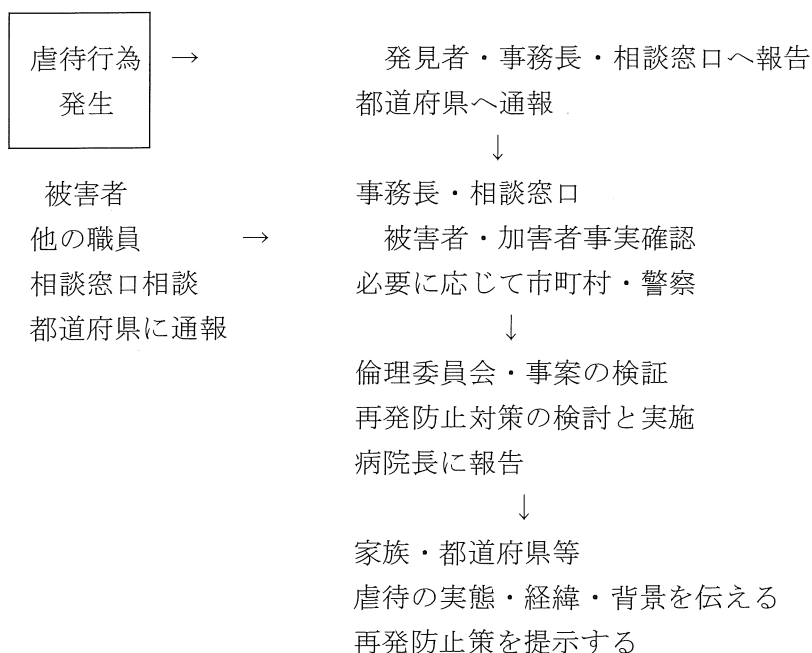 虐待行為 → 発見者・事務長・相談窓口へ報告
発生 都道府県へ通報
↓
被害者 事務長・相談窓口
他の職員 → 被害者・加害者事実確認
相談窓口相談 必要に応じて市町村・警察
都道府県に通報
↓
倫理委員会・事案の検証
再発防止対策の検討と実施
病院長に報告
↓
家族・都道府県等
虐待の実態・経緯・背景を伝える
再発防止策を提示する